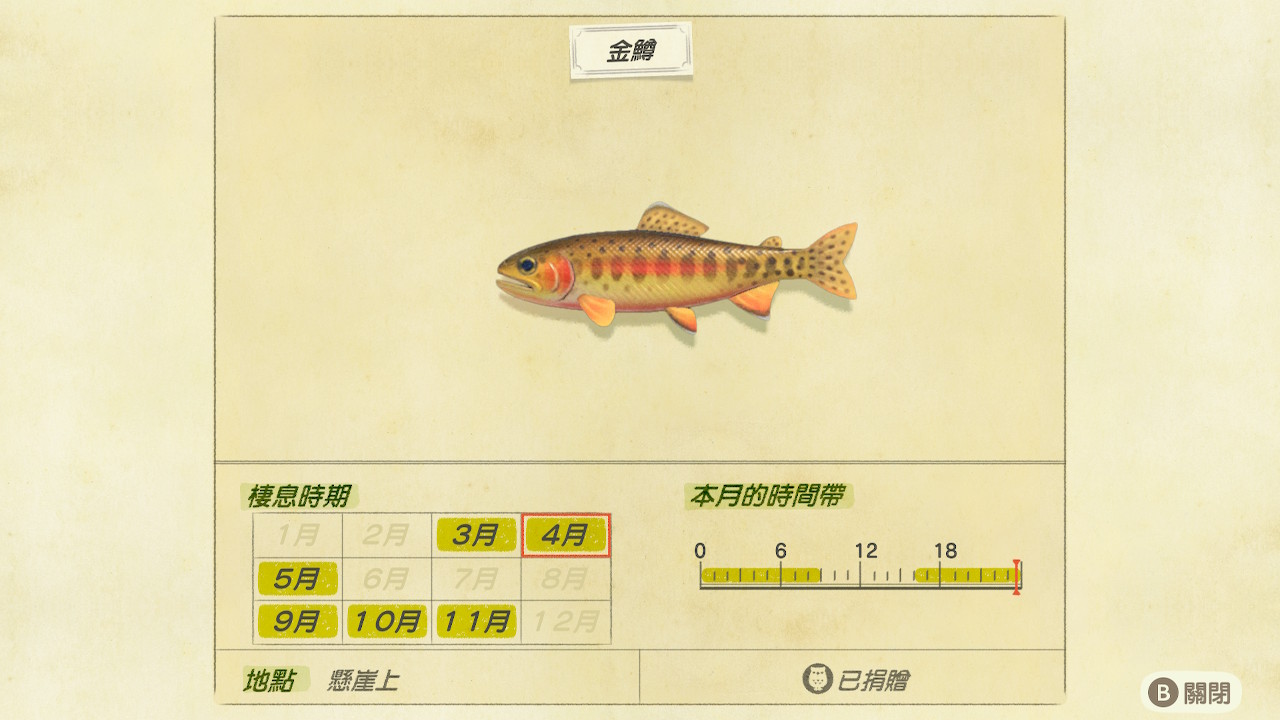 金鱒
棲息時期
1月 2月 3月 4月
5月 6月 7月 8月
9月 10月 11月 12月
本月的時間帶
0 6 12 18
地點 懸崖上
已捐贈
B 關閉